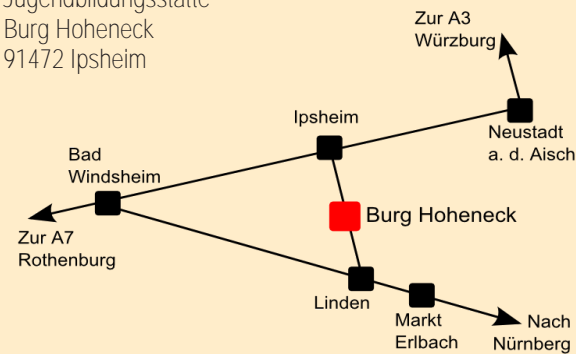 Jugendbildungsstätte
Burg Hoheneck
91472 Ipsheim
Zur A3
Würzburg
Ipsheim
Neustadt
a. d. Aisch
Bad
Windsheim
Burg Hoheneck
Zur A7
Rothenburg
Linden
Markt
Erlbach
Nach
Nürnberg